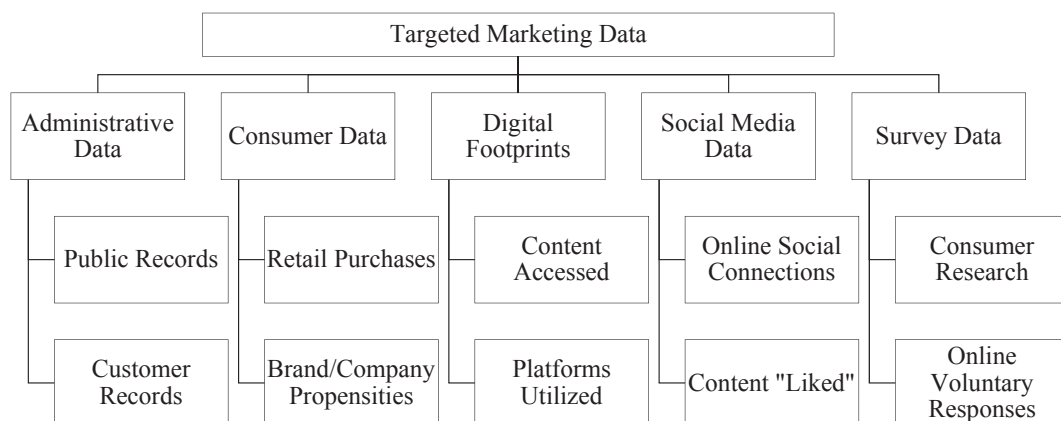 Targeted Marketing Data
Administrative
Data
Consumer Data
Digital
Footprints
Social Media
Data
Survey Data
Public Records
Retail Purchases
Content
Accessed
Online Social
Connections
Consumer
Research
Customer
Records
Brand/Company
Propensities
Platforms
Utilized
Content "Liked"
Online
Voluntary
Responses